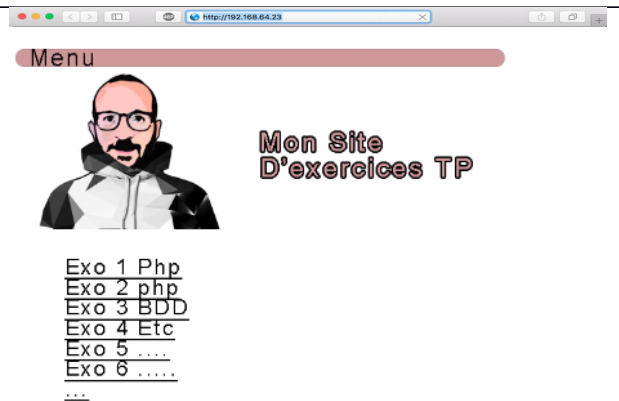 http://192.168.64.23
Menu
Mon Site
D'exercices TP
Exo 1 Php
Exo 2 php
Exo 3 BDD
Exo 4 Etc
Exo 5 ....
Exo 6 .....
...